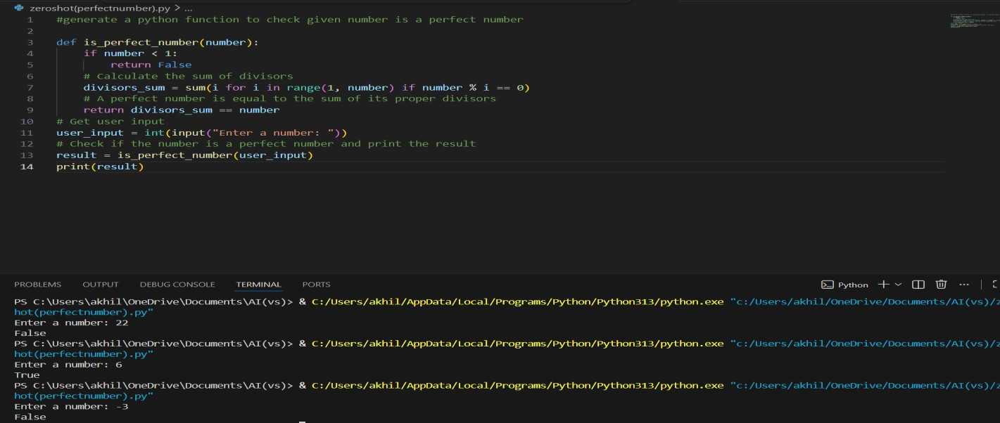 zeroshot(perfectnumber).py > ...
1 #generate a python function to check given number is a perfect number
2
3 def is_perfect_number(number):
4     if number < 1:
5         return False
6     # Calculate the sum of divisors
7     divisors_sum = sum(i for i in range(1, number) if number % i == 0)
8     # A perfect number is equal to the sum of its proper divisors
9     return divisors_sum == number
10 # Get user input
11 user_input = int(input("Enter a number: "))
12 # Check if the number is a perfect number and print the result
13 result = is_perfect_number(user_input)
14 print(result)
PROBLEMS OUTPUT DEBUG CONSOLE TERMINAL PORTS Python
PS C:\Users\akhil\OneDrive\Documents\AI(vs)> & C:/Users/akhil/AppData/Local/Programs/Python/Python313/python.exe "c:/Users/akhil/OneDrive/Documents/AI(vs)/z
hot(perfectnumber).py"
Enter a number: 22
False
PS C:\Users\akhil\OneDrive\Documents\AI(vs)> & C:/Users/akhil/AppData/Local/Programs/Python/Python313/python.exe "c:/Users/akhil/OneDrive/Documents/AI(vs)/z
hot(perfectnumber).py"
Enter a number: 6
True
PS C:\Users\akhil\OneDrive\Documents\AI(vs)> & C:/Users/akhil/AppData/Local/Programs/Python/Python313/python.exe "c:/Users/akhil/OneDrive/Documents/AI(vs)/z
hot(perfectnumber).py"
Enter a number: -3
False